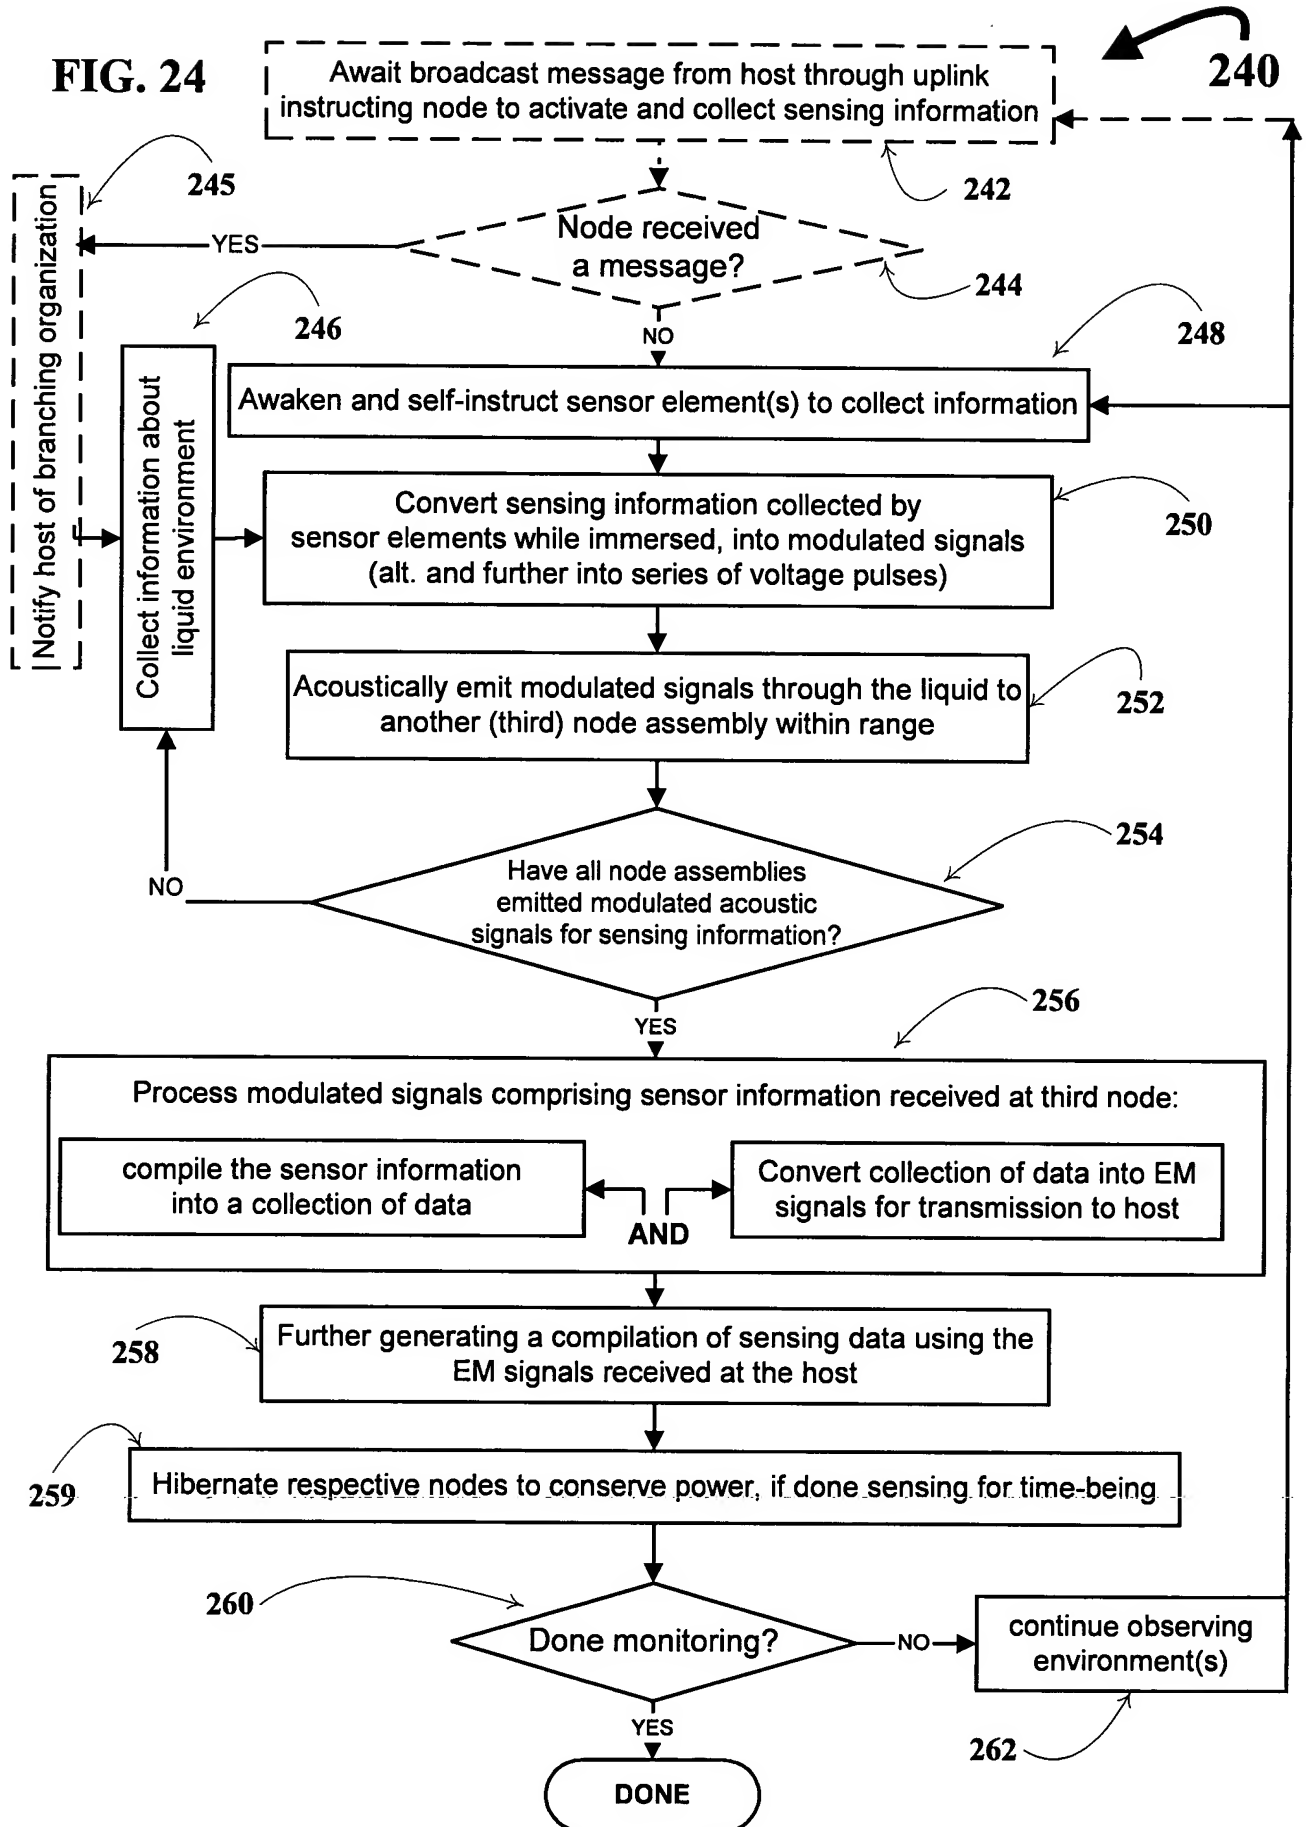 FIG. 24
240
Await broadcast message from host through uplink
instructing node to activate and collect sensing information
242
245
Node received
a message?
YES
244
NO
Notify host of branching organization
246
Collect information about
liquid environment
248
Awaken and self-instruct sensor element(s) to collect information
Convert sensing information collected by
sensor elements while immersed, into modulated signals
(alt. and further into series of voltage pulses)
250
Acoustically emit modulated signals through the liquid to
another (third) node assembly within range
252
254
Have all node assemblies
emitted modulated acoustic
signals for sensing information?
NO
YES
256
Process modulated signals comprising sensor information received at third node:
compile the sensor information
into a collection of data
AND
Convert collection of data into EM
signals for transmission to host
258
Further generating a compilation of sensing data using the
EM signals received at the host
259
Hibernate respective nodes to conserve power, if done sensing for time-being
260
Done monitoring?
NO
continue observing
environment(s)
262
YES
DONE